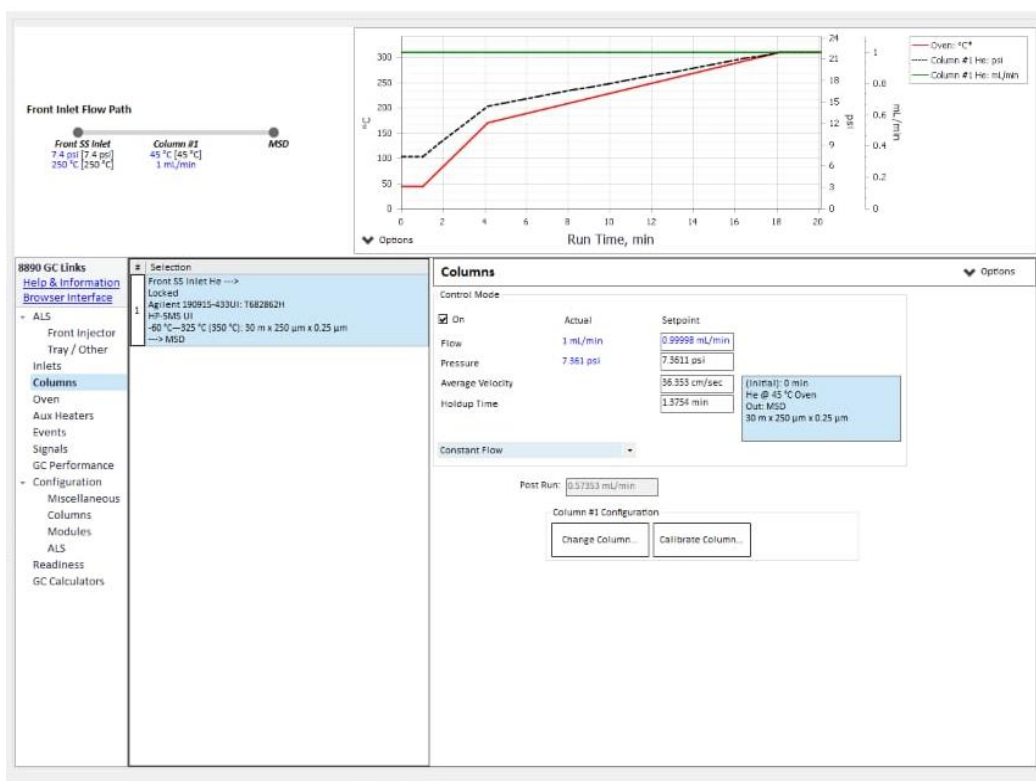 Front Inlet Flow Path
Front SS Inlet
7.4 psi [7.4 psi]
250 °C [250 °C]
Column #1
45 °C [45 °C]
1 mL/min
MSD
°C
300
250
200
150
100
50
0
0 2 4 6 8 10 12 14 16 18 20
Run Time, min
Options
24
21
18
15
12
9
6
3
0
psi
1
0.8
0.6
0.4
0.2
0
mL/min
Oven: °C*
Column #1 He: psi
Column #1 He: mL/min
8890 GC Links
Help & Information
Browser Interface
ALS
Front Injector
Tray / Other
Inlets
Columns
Oven
Aux Heaters
Events
Signals
GC Performance
Configuration
Miscellaneous
Columns
Modules
ALS
Readiness
GC Calculators
# Selection
1
Front SS Inlet He --->
Locked
Agilent 19091S-433UI: T682862H
HP-5MS UI
-60 °C—325 °C (350 °C): 30 m x 250 µm x 0.25 µm
---> MSD
Columns
Options
Control Mode
On
Actual Setpoint
Flow 1 mL/min 0.99998 mL/min
Pressure 7.361 psi 7.3611 psi
Average Velocity 36.353 cm/sec
Holdup Time 1.3754 min
(Initial): 0 min
He @ 45 °C Oven
Out: MSD
30 m x 250 µm x 0.25 µm
Constant Flow
Post Run: 0.57353 mL/min
Column #1 Configuration
Change Column... Calibrate Column...